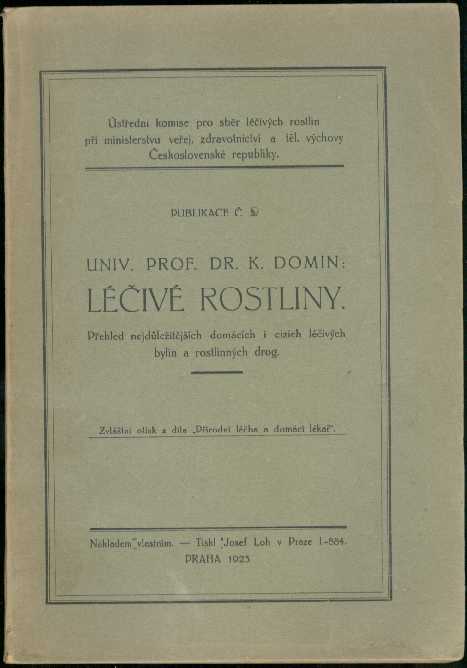 Ústřední komise pro sběr léčivých rostlin
při ministerstvu veřej. zdravotnictví a těl. výchovy
Československé republiky.
PUBLIKACE Č.
UNIV. PROF. DR. K. DOMIN:
LÉČIVÉ ROSTLINY.
Přehled nejdůležitějších domácích i cizích léčivých
bylin a rostlinných drog.
Zvláštní otisk z díla „Přírodní léčba a domácí lékař".
Nákladem vlastním. — Tiskl Josef Loh v Praze I-884.
PRAHA 1923